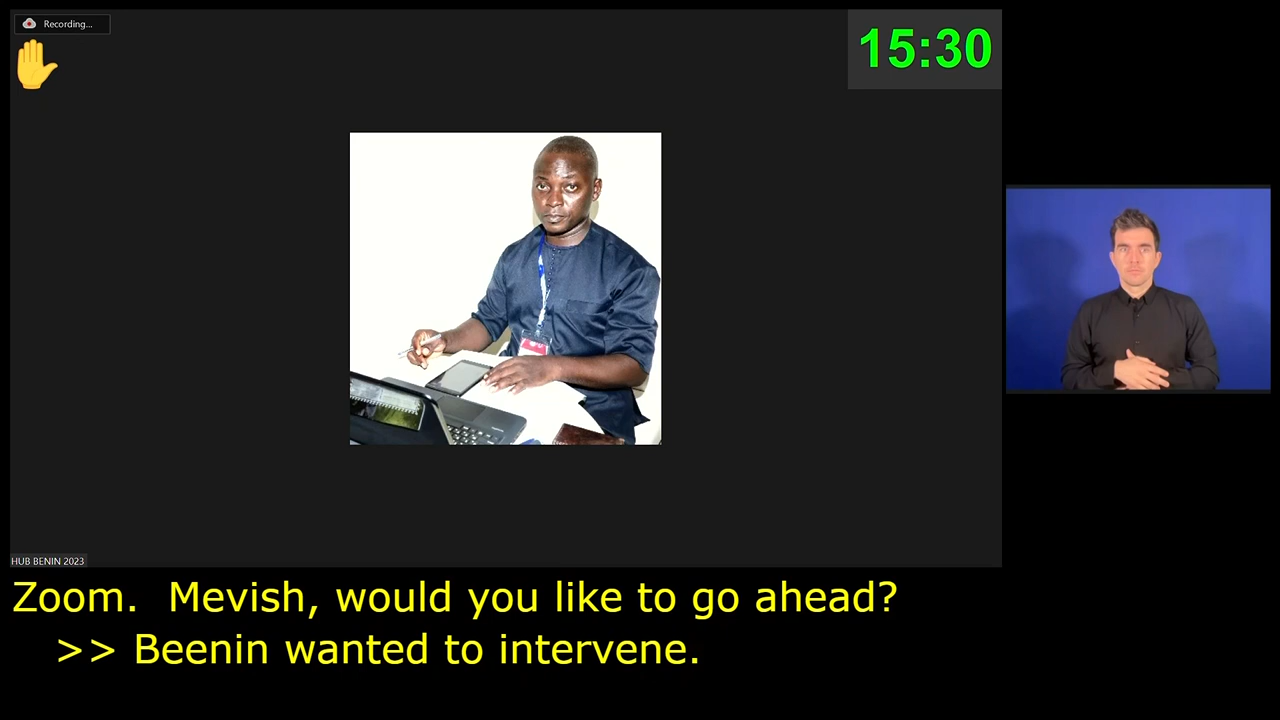 Recording...
15:30
HUB BENIN 2023
Zoom.  Mevish, would you like to go ahead?
>> Beenin wanted to intervene.